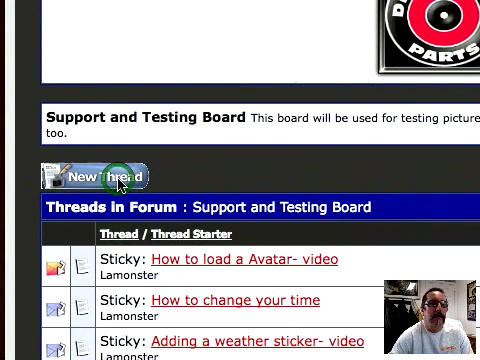 PARTS
Support and Testing Board This board will be used for testing picture
too.
New Thread
Threads in Forum : Support and Testing Board
Thread / Thread Starter
Sticky: How to load a Avatar- video
Lamonster
Sticky: How to change your time
Lamonster
Sticky: Adding a weather sticker- video
Lamonster